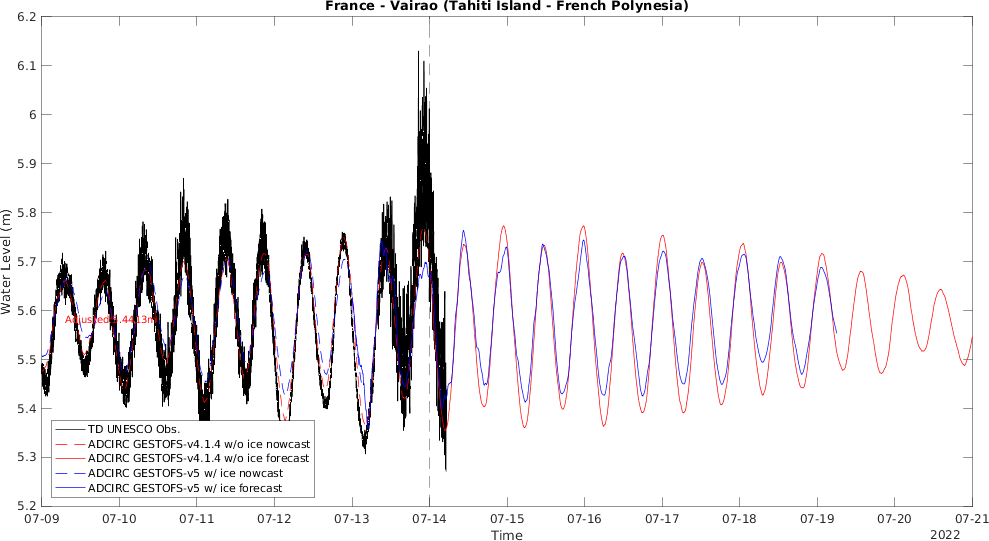 France - Vairao (Tahiti Island - French Polynesia)
Water Level (m)
6.2
6.1
6
5.9
5.8
5.7
5.6
5.5
5.4
5.3
5.2
TD UNESCO Obs.
ADCIRC GESTOFS-v4.1.4 w/o ice nowcast
ADCIRC GESTOFS-v4.1.4 w/o ice forecast
ADCIRC GESTOFS-v5 w/ ice nowcast
ADCIRC GESTOFS-v5 w/ ice forecast
07-09 07-10 07-11 07-12 07-13 07-14 07-15 07-16 07-17 07-18 07-19 07-20 07-21
Time
2022